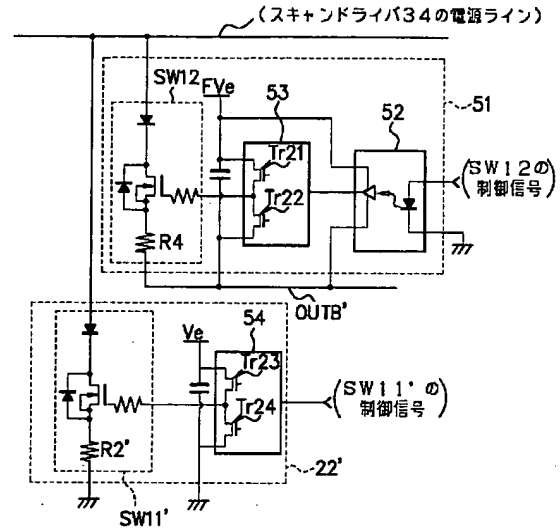 (スキャンドライバ34の電源ライン)
SW12
FVe
53
51
52
Tr21
Tr22
(SW12の
制御信号)
R4
OUTB'
Ve
54
Tr23
Tr24
(SW11'の
制御信号)
R2'
22'
SW11'